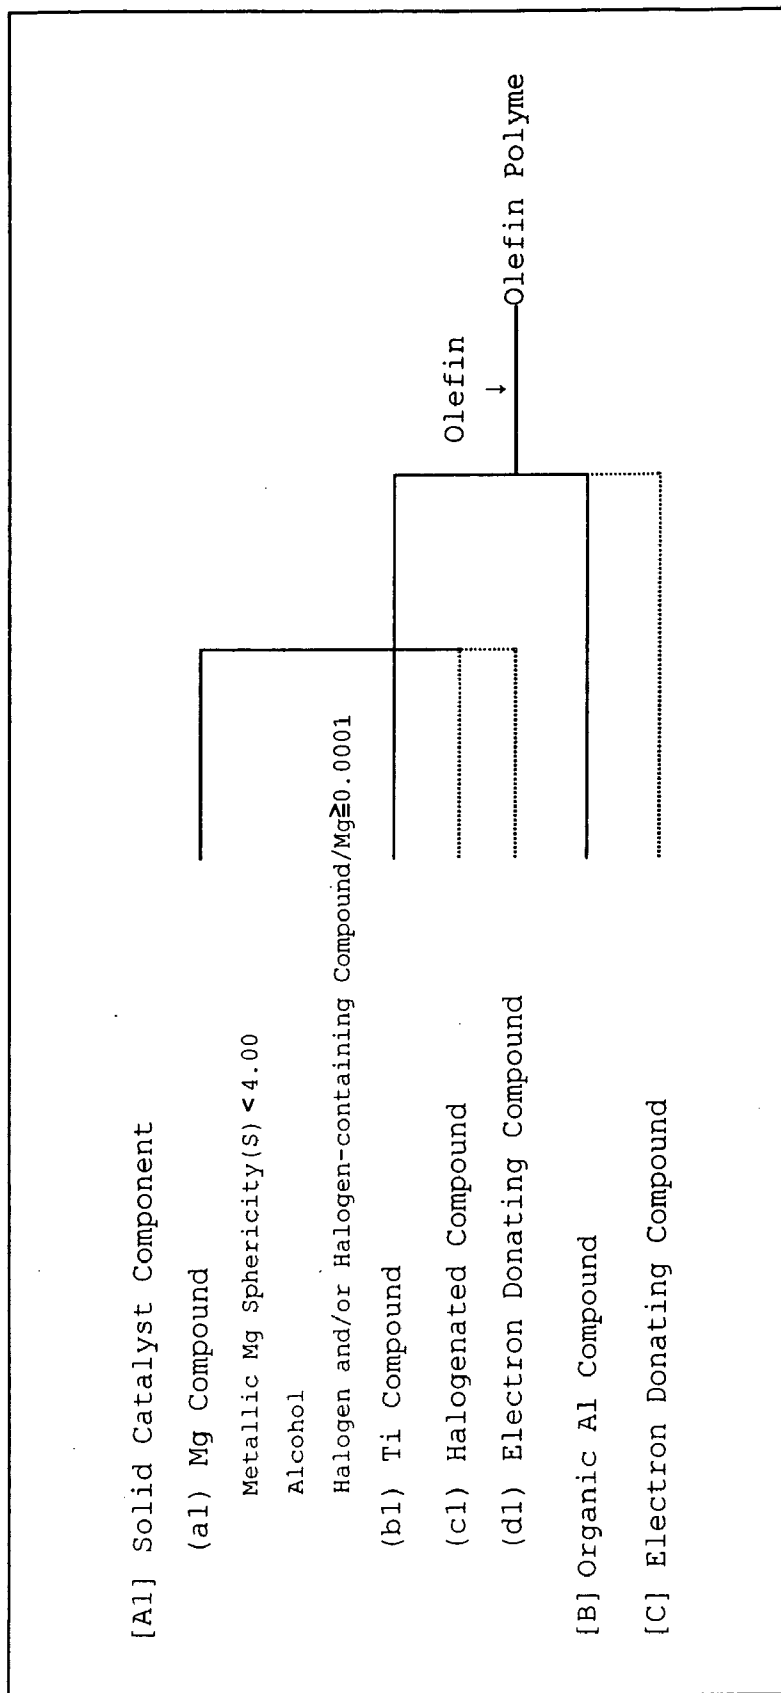 [A1] Solid Catalyst Component
(a1) Mg Compound
Metallic Mg Sphericity(S) < 4.00
Alcohol
Halogen and/or Halogen-containing Compound/Mg≧0.0001
(b1) Ti Compound
(c1) Halogenated Compound
(d1) Electron Donating Compound
[B] Organic Al Compound
[C] Electron Donating Compound
Olefin
↓
Olefin Polyme